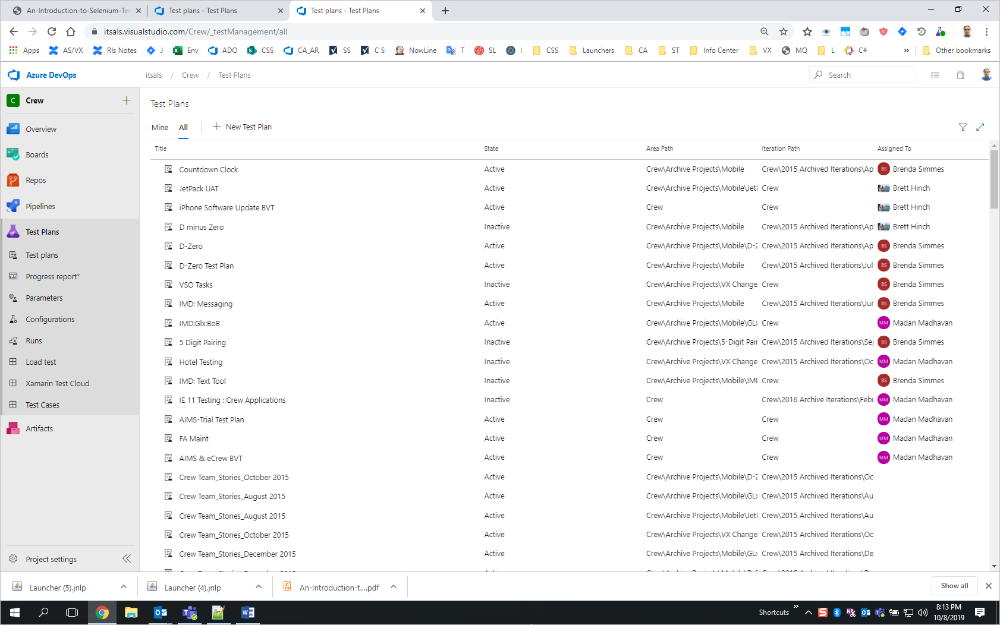 An-Introduction-to-Selenium-Tes
Test plans - Test Plans
Test plans - Test Plans
itsals.visualstudio.com/Crew/_testManagement/all
Apps
AS/VX
RIs Notes
J
Env
ADO
CSS
CA_AR
SS
C S
NowLine
T
SL
I
CSS
Launchers
CA
ST
Info Center
VX
MQ
L
C#
»
Other bookmarks
Azure DevOps
itsals / Crew / Test Plans
Search
C Crew
Overview
Boards
Repos
Pipelines
Test Plans
Test plans
Progress report*
Parameters
Configurations
Runs
Load test
Xamarin Test Cloud
Test Cases
Artifacts
Project settings
Test Plans
Mine All New Test Plan
Title State Area Path Iteration Path Assigned To
Countdown Clock Active Crew\Archive Projects\Mobile Crew\2015 Archived Iterations\Ap BS Brenda Simmes
JetPack UAT Active Crew\Archive Projects\Mobile\Jetl Crew Brett Hinch
iPhone Software Update BVT Active Crew Crew Brett Hinch
D minus Zero Inactive Crew\Archive Projects\Mobile Crew\2015 Archived Iterations\Ap Brett Hinch
D-Zero Active Crew\Archive Projects\Mobile\D-Z Crew\2015 Archived Iterations\Ap BS Brenda Simmes
D-Zero Test Plan Active Crew\Archive Projects\Mobile Crew\2015 Archived Iterations\Jul BS Brenda Simmes
VSO Tasks Inactive Crew\Archive Projects\VX Change Crew BS Brenda Simmes
IMD: Messaging Active Crew\Archive Projects\Mobile Crew\2015 Archived Iterations\Jur BS Brenda Simmes
IMD:Glx:BoB Active Crew\Archive Projects\Mobile\GLx Crew MM Madan Madhavan
5 Digit Pairing Inactive Crew\Archive Projects\5-Digit Pair Crew\2015 Archived Iterations\Sep BS Brenda Simmes
Hotel Testing Inactive Crew\Archive Projects\VX Change Crew\2015 Archived Iterations\Oc MM Madan Madhavan
IMD: Text Tool Inactive Crew\Archive Projects\Mobile\IMD Crew BS Brenda Simmes
IE 11 Testing : Crew Applications Inactive Crew Crew\2016 Archive Iterations\Febr MM Madan Madhavan
AIMS-Trial Test Plan Active Crew Crew MM Madan Madhavan
FA Maint Active Crew Crew MM Madan Madhavan
AIMS & eCrew BVT Active Crew Crew MM Madan Madhavan
Crew Team_Stories_October 2015 Active Crew\Archive Projects\Mobile\D-Z Crew\2015 Archived Iterations\Oc
Crew Team_Stories_August 2015 Active Crew\Archive Projects\Mobile\GLx Crew\2015 Archived Iterations\Au
Crew Team_Stories_August 2015 Active Crew\Archive Projects\Mobile\Jetl Crew\2015 Archived Iterations\Au
Crew Team_Stories_October 2015 Active Crew\Archive Projects\VX Change Crew\2015 Archived Iterations\Oc
Crew Team_Stories_December 2015 Active Crew\Archive Projects\Mobile\GLx Crew\2015 Archived Iterations\De
Launcher (5).jnlp
Launcher (4).jnlp
An-Introduction-t....pdf
Show all
Shortcuts »
8:13 PM
10/8/2019